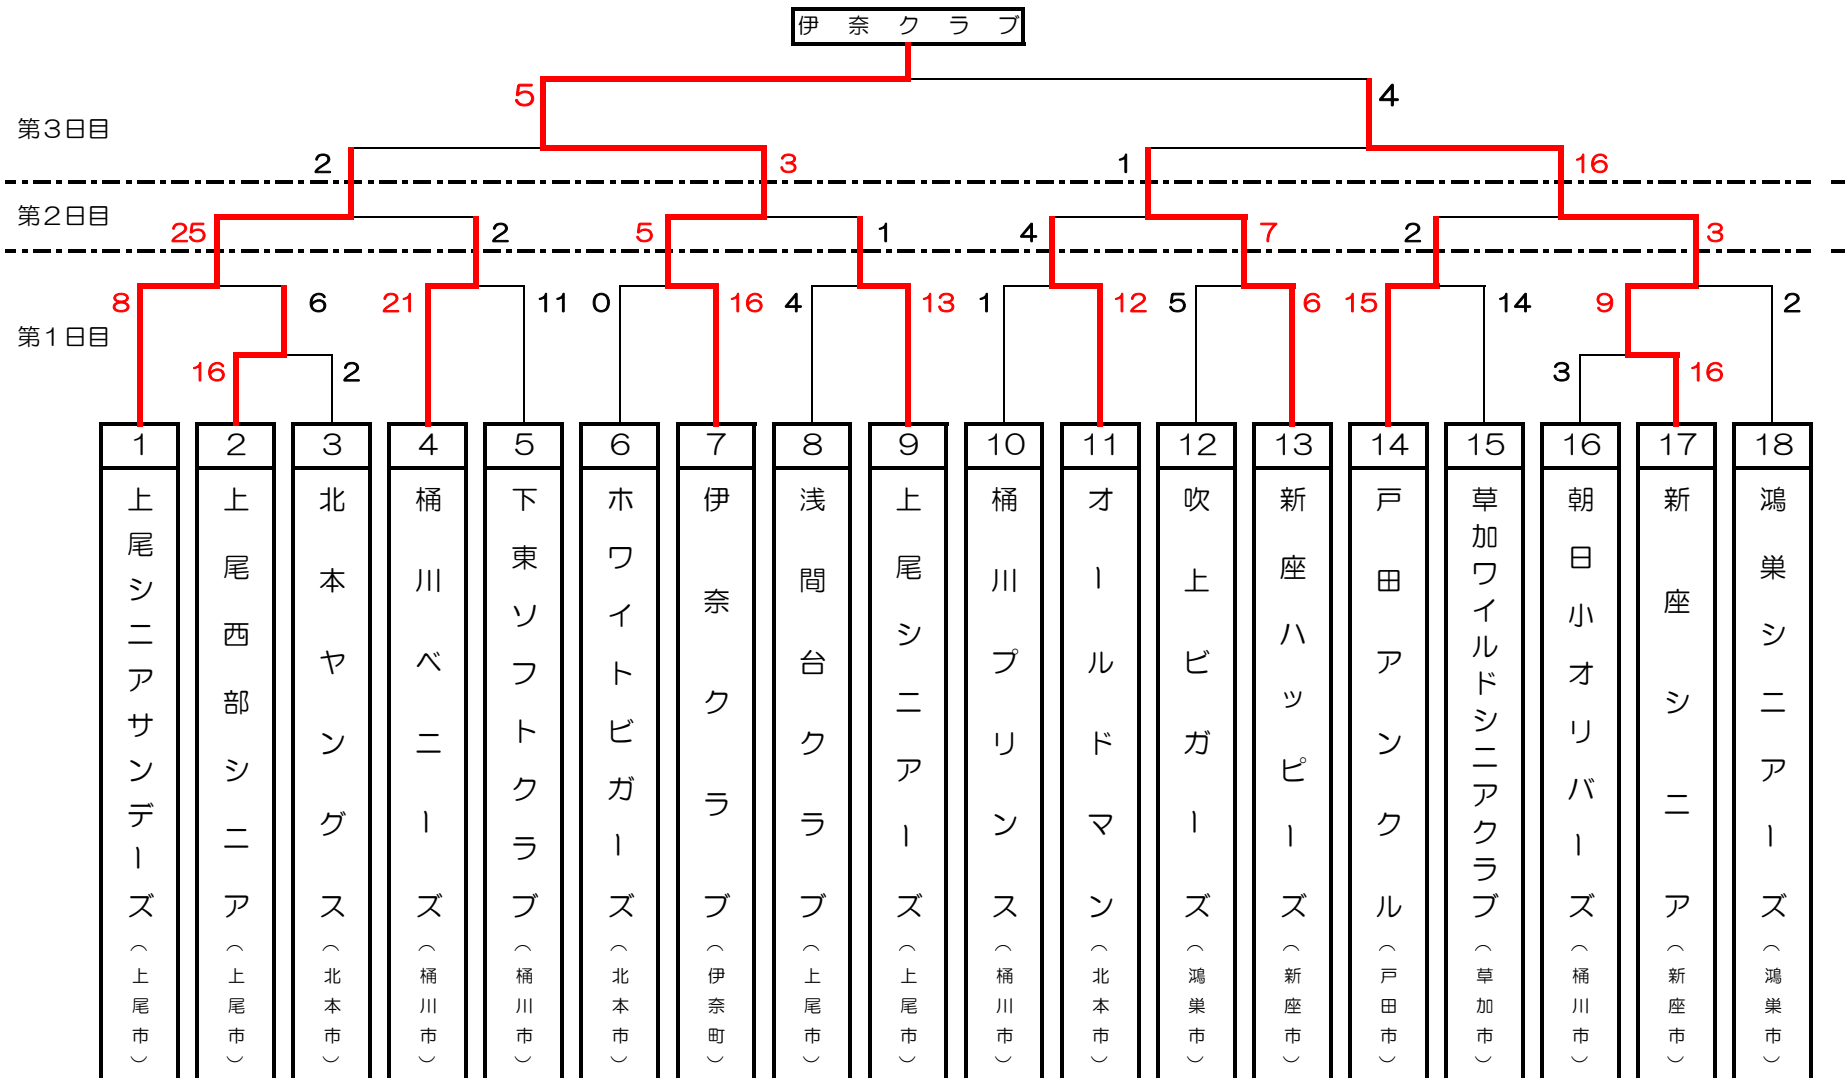 伊奈クラブ
5 4
第3日目
2 3 1 16
第2日目
25 2 5 1 4 7 2 3
8 6 21 11 0 16 4 13 1 12 5 6 15 14 9 2
第1日目
16 2 3 16
1 2 3 4 5 6 7 8 9 10 11 12 13 14 15 16 17 18
上尾シニアサンデーズ(上尾市)
上尾西部シニア(上尾市)
北本ヤングス(北本市)
桶川ベニーズ(桶川市)
下東ソフトクラブ(桶川市)
ホワイトビガーズ(北本市)
伊奈クラブ(伊奈町)
浅間台クラブ(上尾市)
上尾シニアーズ(上尾市)
桶川プリンス(桶川市)
オールドマン(北本市)
吹上ビガーズ(鴻巣市)
新座ハッピーズ(新座市)
戸田アンクル(戸田市)
草加ワイルドシニアクラブ(草加市)
朝日小オリバーズ(桶川市)
新座シニア(新座市)
鴻巣シニアーズ(鴻巣市)